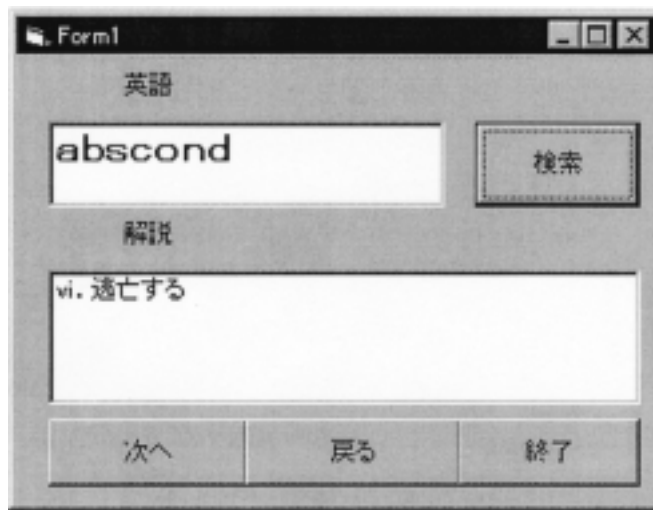 Form1
英語
abscond
検索
解説
vi.逃亡する
次へ
戻る
終了